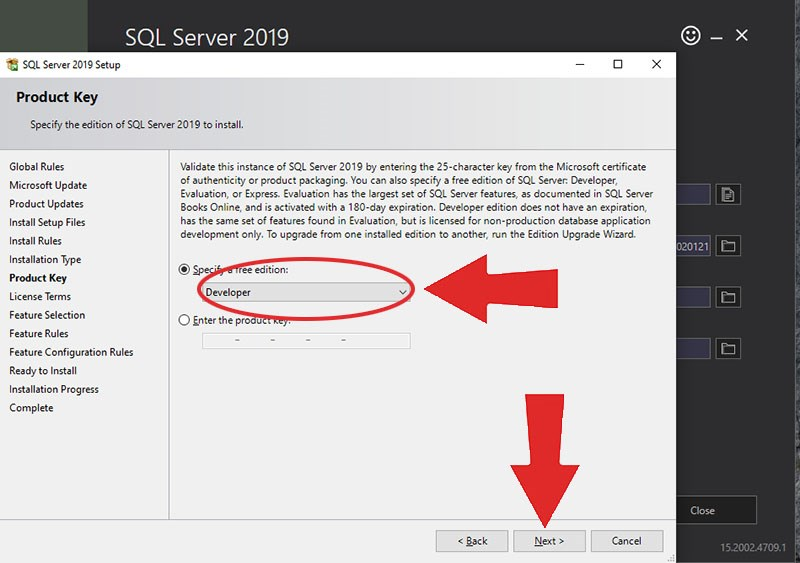 SQL Server 2019
SQL Server 2019 Setup
Product Key
Specify the edition of SQL Server 2019 to install.
Global Rules
Microsoft Update
Product Updates
Install Setup Files
Install Rules
Installation Type
Product Key
License Terms
Feature Selection
Feature Rules
Feature Configuration Rules
Ready to Install
Installation Progress
Complete
Validate this instance of SQL Server 2019 by entering the 25-character key from the Microsoft certificate
of authenticity or product packaging. You can also specify a free edition of SQL Server: Developer,
Evaluation, or Express. Evaluation has the largest set of SQL Server features, as documented in SQL Server
Books Online, and is activated with a 180-day expiration. Developer edition does not have an expiration,
has the same set of features found in Evaluation, but is licensed for non-production database application
development only. To upgrade from one installed edition to another, run the Edition Upgrade Wizard.
Specify a free edition:
Developer
Enter the product key:
- - - -
020121
< Back
Next >
Cancel
Close
15.2002.4709.1